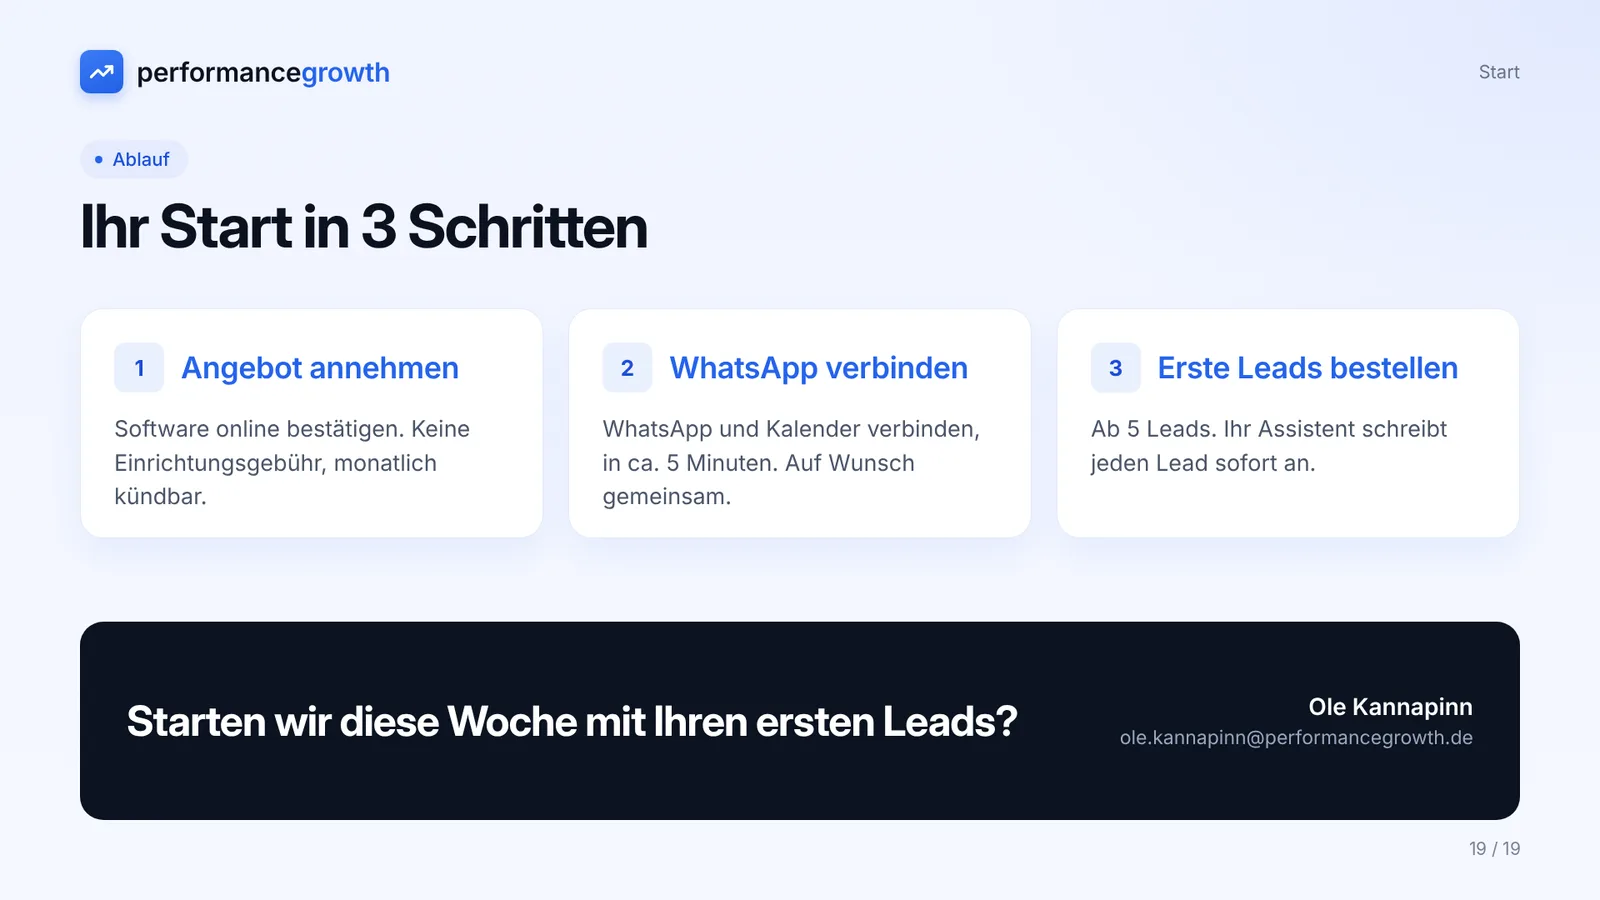 performancegrowth
Start
Ablauf
Ihr Start in 3 Schritten
1 Angebot annehmen
Software online bestätigen. Keine
Einrichtungsgebühr, monatlich
kündbar.
2 WhatsApp verbinden
WhatsApp und Kalender verbinden,
in ca. 5 Minuten. Auf Wunsch
gemeinsam.
3 Erste Leads bestellen
Ab 5 Leads. Ihr Assistent schreibt
jeden Lead sofort an.
Starten wir diese Woche mit Ihren ersten Leads?
Ole Kannapinn
ole.kannapinn@performancegrowth.de
19 / 19